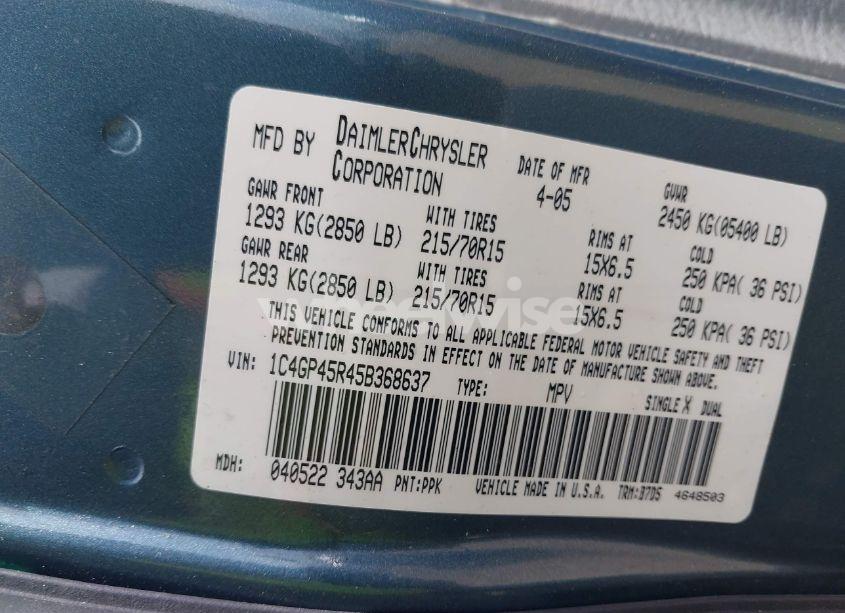 MFD BY DAIMLERCHRYSLER CORPORATION
DATE OF MFR 4-05
GVWR 2450 KG(05400 LB)
GAWR FRONT 1293 KG(2850 LB)
WITH TIRES 215/70R15
RIMS AT 15X6.5
COLD 250 KPA( 36 PSI)
GAWR REAR 1293 KG(2850 LB)
WITH TIRES 215/70R15
RIMS AT 15X6.5
COLD 250 KPA( 36 PSI)
THIS VEHICLE CONFORMS TO ALL APPLICABLE FEDERAL MOTOR VEHICLE SAFETY AND THEFT
PREVENTION STANDARDS IN EFFECT ON THE DATE OF MANUFACTURE SHOWN ABOVE.
VIN: 1C4GP45R45B368637 TYPE: MPV SINGLE X DUAL
MDH: 040522 343AA PNT:PPK VEHICLE MADE IN U.S.A. TRM:B7D5 4648503